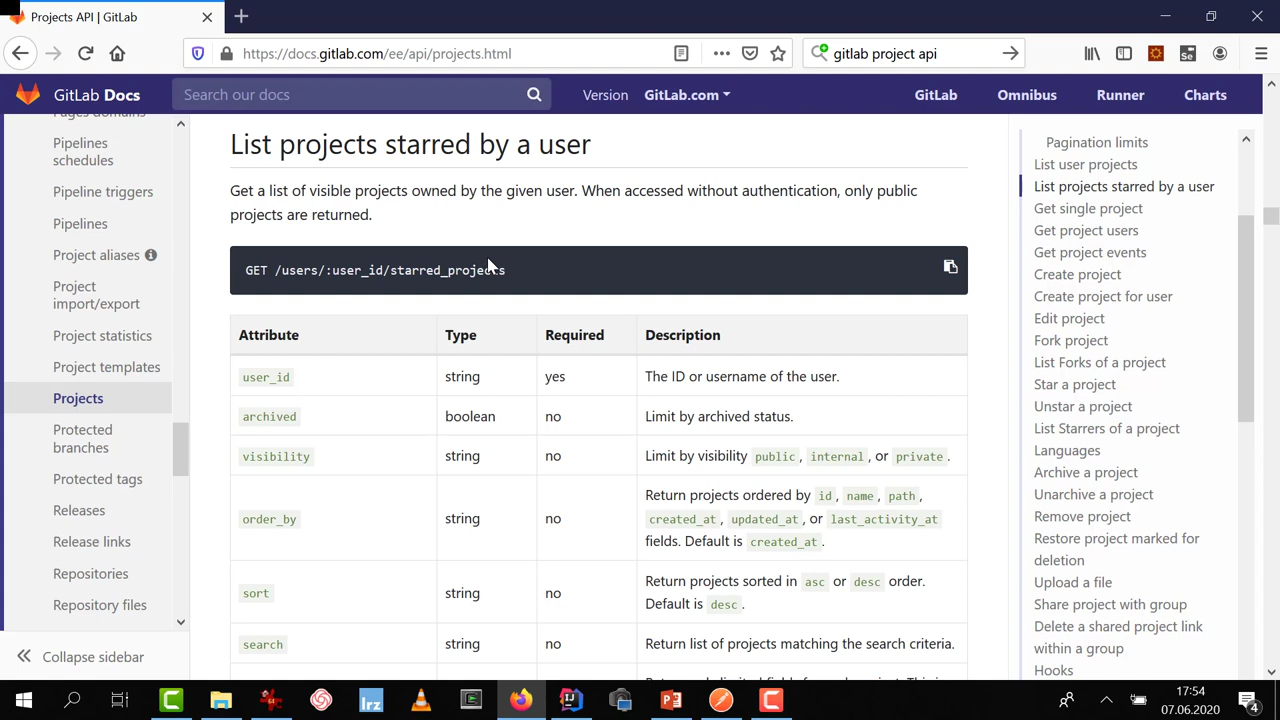 Projects API | GitLab
https://docs.gitlab.com/ee/api/projects.html
gitlab project api
GitLab Docs
Search our docs
Version GitLab.com
GitLab
Omnibus
Runner
Charts
Pages domains
Pipelines
schedules
Pipeline triggers
Pipelines
Project aliases
Project
import/export
Project statistics
Project templates
Projects
Protected
branches
Protected tags
Releases
Release links
Repositories
Repository files
Collapse sidebar
List projects starred by a user
Get a list of visible projects owned by the given user. When accessed without authentication, only public
projects are returned.
GET /users/:user_id/starred_projects
Attribute Type Required Description
user_id string yes The ID or username of the user.
archived boolean no Limit by archived status.
visibility string no Limit by visibility public, internal, or private.
order_by string no Return projects ordered by id, name, path,
created_at, updated_at, or last_activity_at
fields. Default is created_at.
sort string no Return projects sorted in asc or desc order.
Default is desc.
search string no Return list of projects matching the search criteria.
Pagination limits
List user projects
List projects starred by a user
Get single project
Get project users
Get project events
Create project
Create project for user
Edit project
Fork project
List Forks of a project
Star a project
Unstar a project
List Starrers of a project
Languages
Archive a project
Unarchive a project
Remove project
Restore project marked for
deletion
Upload a file
Share project with group
Delete a shared project link
within a group
Hooks
lrz
17:54
07.06.2020
4